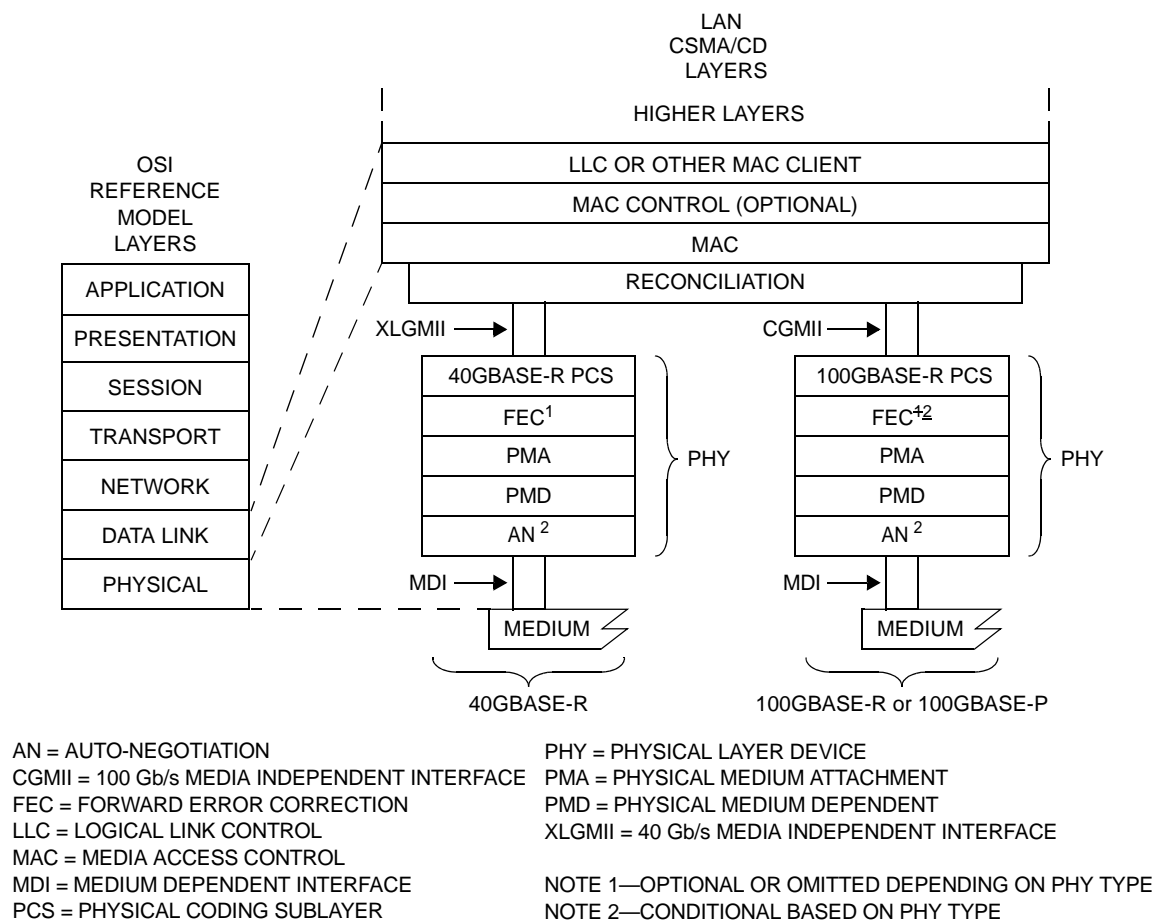 LAN
CSMA/CD
LAYERS
HIGHER LAYERS
LLC OR OTHER MAC CLIENT
MAC CONTROL (OPTIONAL)
MAC
RECONCILIATION
OSI
REFERENCE
MODEL
LAYERS
APPLICATION
PRESENTATION
SESSION
TRANSPORT
NETWORK
DATA LINK
PHYSICAL
XLGMII
40GBASE-R PCS
FEC1
PMA
PMD
AN 2
PHY
MDI
MEDIUM
40GBASE-R
CGMII
100GBASE-R PCS
FEC12
PMA
PMD
AN 2
PHY
MDI
MEDIUM
100GBASE-R or 100GBASE-P
AN = AUTO-NEGOTIATION
CGMII = 100 Gb/s MEDIA INDEPENDENT INTERFACE
FEC = FORWARD ERROR CORRECTION
LLC = LOGICAL LINK CONTROL
MAC = MEDIA ACCESS CONTROL
MDI = MEDIUM DEPENDENT INTERFACE
PCS = PHYSICAL CODING SUBLAYER
PHY = PHYSICAL LAYER DEVICE
PMA = PHYSICAL MEDIUM ATTACHMENT
PMD = PHYSICAL MEDIUM DEPENDENT
XLGMII = 40 Gb/s MEDIA INDEPENDENT INTERFACE
NOTE 1—OPTIONAL OR OMITTED DEPENDING ON PHY TYPE
NOTE 2—CONDITIONAL BASED ON PHY TYPE